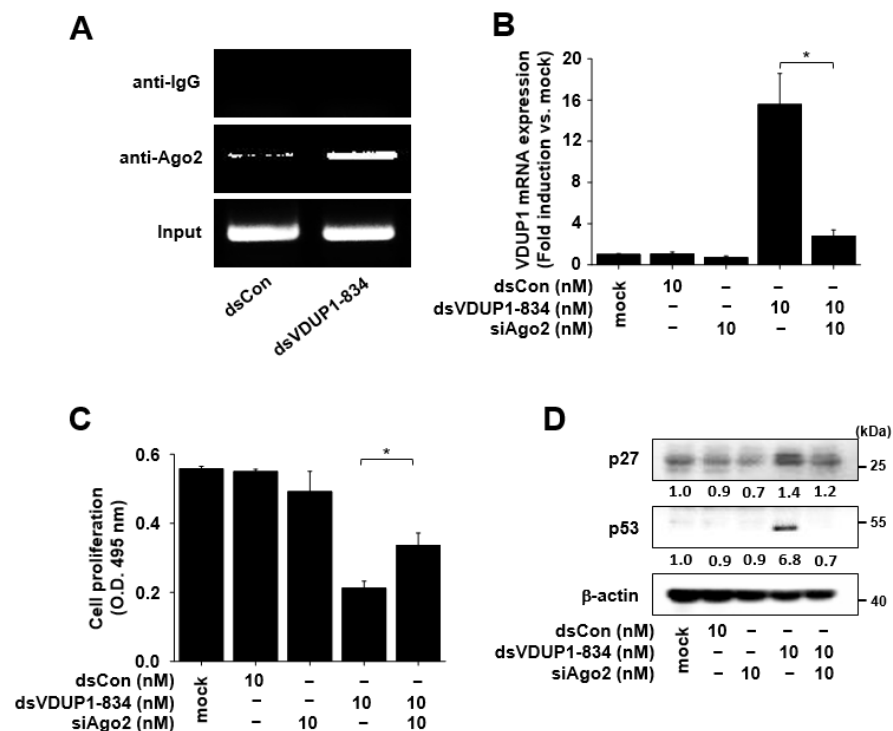 A
anti-IgG
anti-Ago2
Input
dsCon
dsVDUP1-834
B
VDUP1 mRNA expression
(Fold induction vs. mock)
20
16
12
8
4
0
*
dsCon (nM) mock 10 – – –
dsVDUP1-834 (nM) – – 10 10
siAgo2 (nM) – 10 – 10
C
Cell proliferation
(O.D. 495 nm)
0.6
0.4
0.2
0.0
*
dsCon (nM) mock 10 – – –
dsVDUP1-834 (nM) – – 10 10
siAgo2 (nM) – 10 – 10
D
(kDa)
p27 25
1.0 0.9 0.7 1.4 1.2
p53 55
1.0 0.9 0.9 6.8 0.7
β-actin 40
dsCon (nM) mock 10 – – –
dsVDUP1-834 (nM) – – 10 10
siAgo2 (nM) – 10 – 10